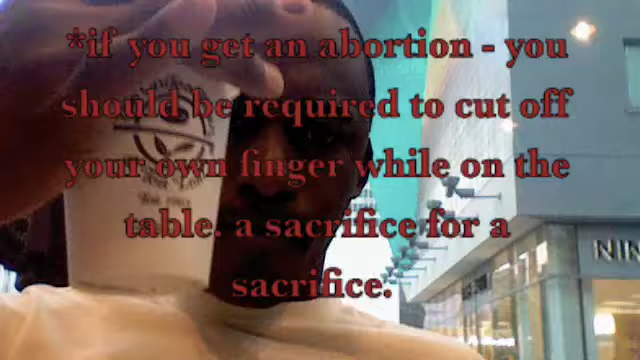 *if you get an abortion - you
should be required to cut off
your own finger while on the
table. a sacrifice for a
sacrifice.
NIN